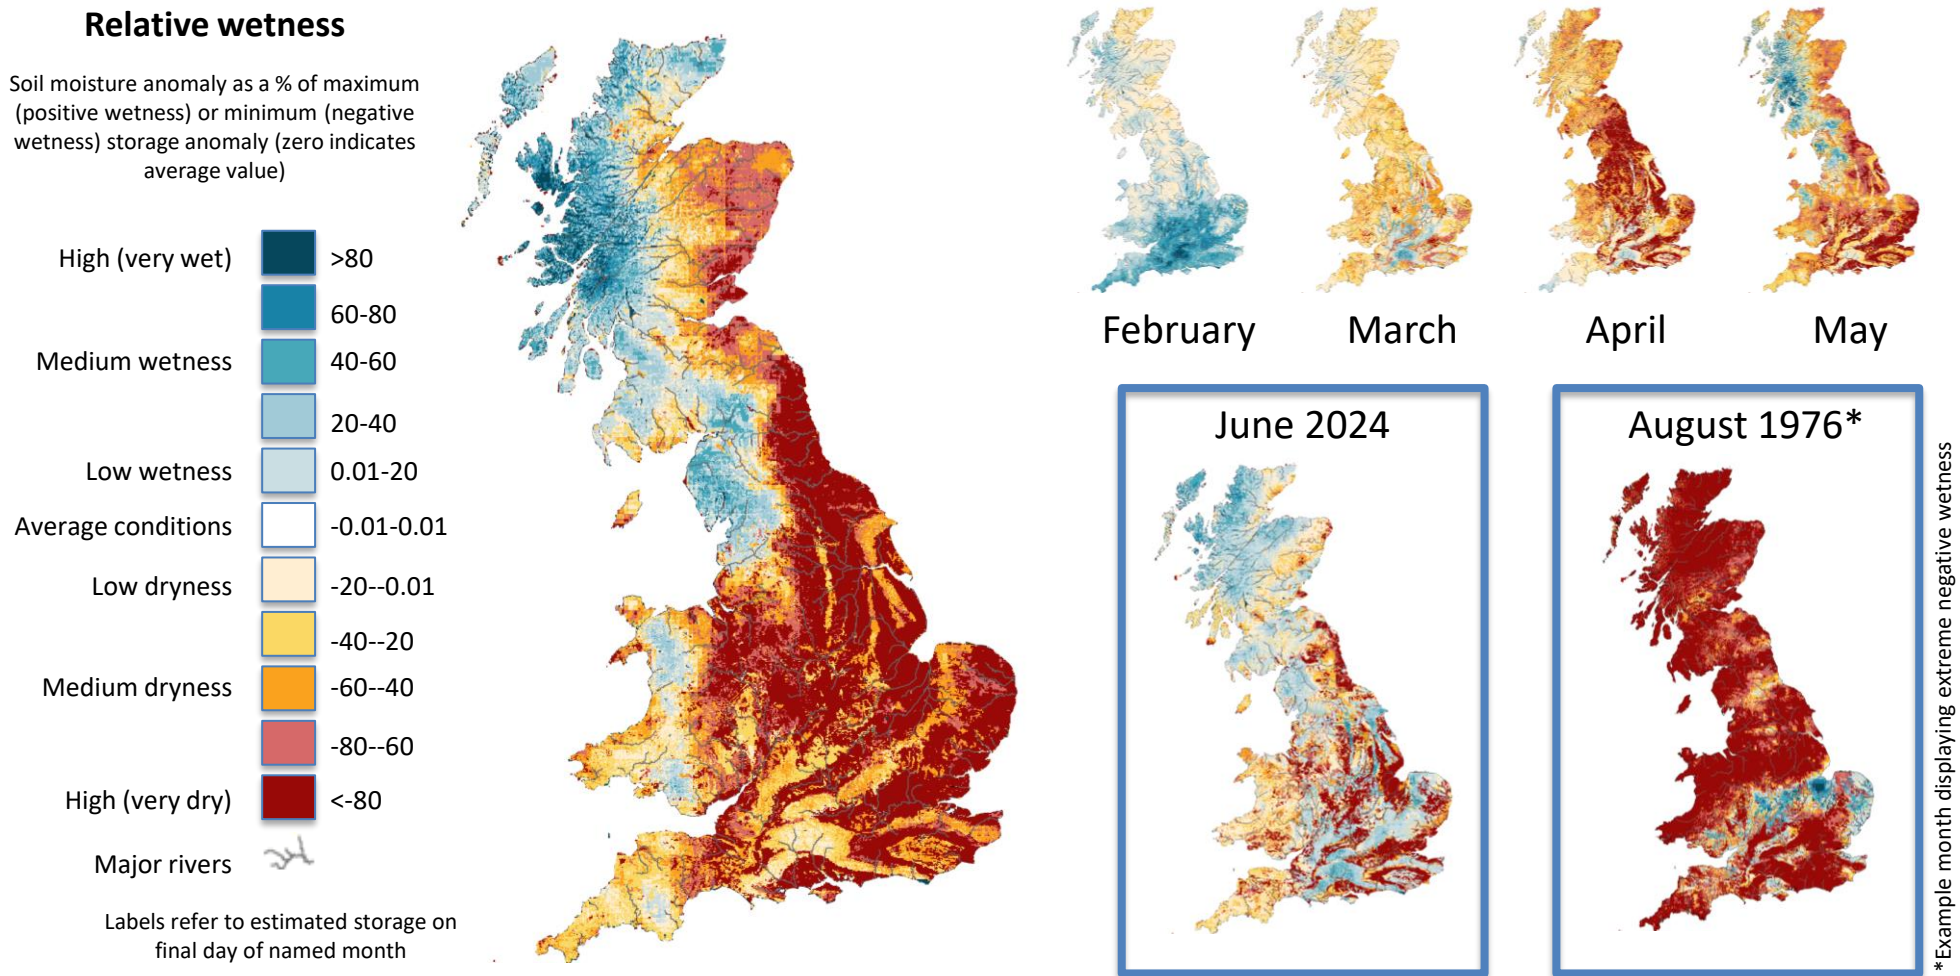 Relative wetness
Soil moisture anomaly as a % of maximum
(positive wetness) or minimum (negative
wetness) storage anomaly (zero indicates
average value)
High (very wet) >80
60-80
Medium wetness 40-60
20-40
Low wetness 0.01-20
Average conditions -0.01-0.01
Low dryness -20--0.01
-40--20
Medium dryness -60--40
-80--60
High (very dry) <-80
Major rivers
Labels refer to estimated storage on
final day of named month
February March April May
June 2024
August 1976*
*Example month displaying extreme negative wetness